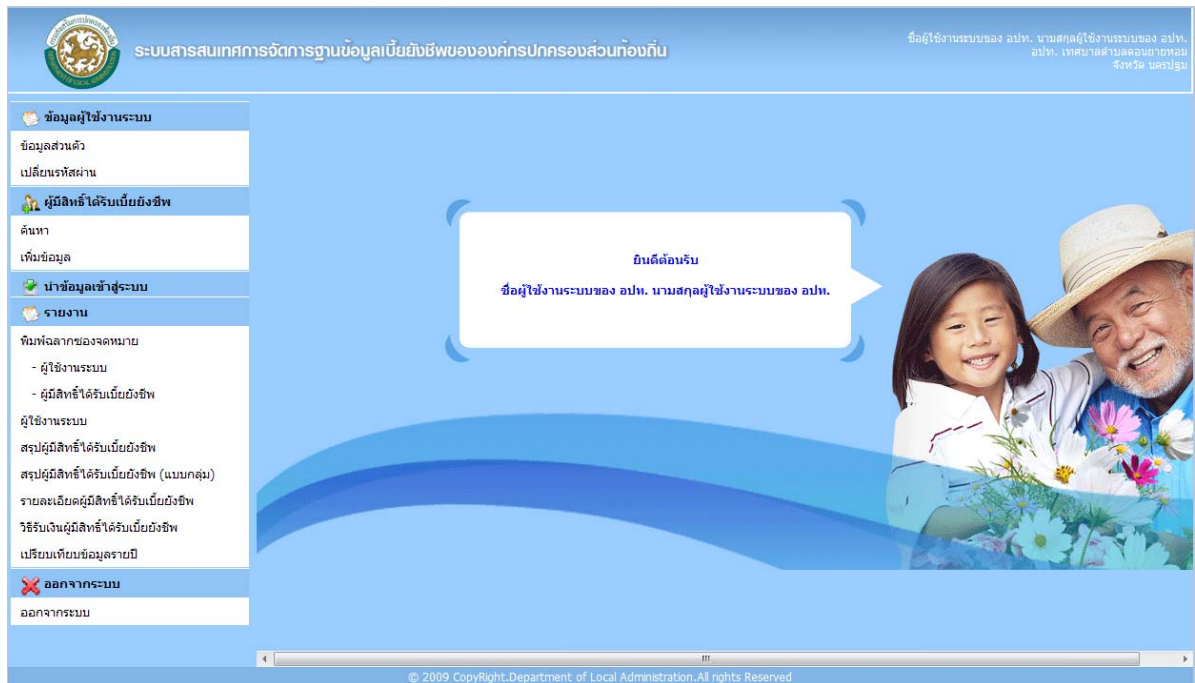 ระบบสารสนเทศการจัดการฐานข้อมูลเบี้ยยังชีพขององค์กรปกครองส่วนท้องถิ่น
ชื่อผู้ใช้งานระบบของ อปท. นามสกุลผู้ใช้งานระบบของ อปท.
อปท. เทศบาลตำบลดอนยายหอม
จังหวัด นครปฐม
ข้อมูลผู้ใช้งานระบบ
ข้อมูลส่วนตัว
เปลี่ยนรหัสผ่าน
ผู้มีสิทธิ์ได้รับเบี้ยยังชีพ
ค้นหา
เพิ่มข้อมูล
นำข้อมูลเข้าสู่ระบบ
รายงาน
พิมพ์ฉลากซองจดหมาย
- ผู้ใช้งานระบบ
- ผู้มีสิทธิ์ได้รับเบี้ยยังชีพ
ผู้ใช้งานระบบ
สรุปผู้มีสิทธิ์ได้รับเบี้ยยังชีพ
สรุปผู้มีสิทธิ์ได้รับเบี้ยยังชีพ (แบบกลุ่ม)
รายละเอียดผู้มีสิทธิ์ได้รับเบี้ยยังชีพ
วิธีรับเงินผู้มีสิทธิ์ได้รับเบี้ยยังชีพ
เปรียบเทียบข้อมูลรายปี
ออกจากระบบ
ออกจากระบบ
ยินดีต้อนรับ
ชื่อผู้ใช้งานระบบของ อปท. นามสกุลผู้ใช้งานระบบของ อปท.
© 2009 CopyRight.Department of Local Administration.All rights Reserved